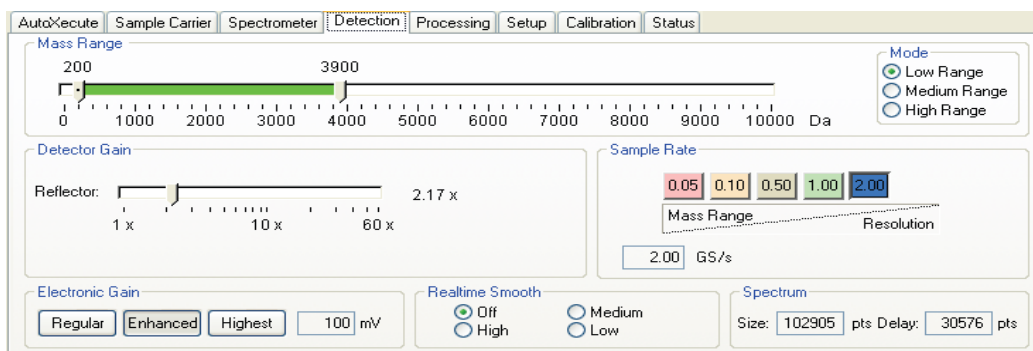 AutoXecute Sample Carrier Spectrometer Detection Processing Setup Calibration Status
Mass Range
200 3900
0 1000 2000 3000 4000 5000 6000 7000 8000 9000 10000 Da
Mode
Low Range
Medium Range
High Range
Detector Gain
Reflector: 2.17 x
1 x 10 x 60 x
Sample Rate
0.05 0.10 0.50 1.00 2.00
Mass Range
Resolution
2.00 GS/s
Electronic Gain
Regular Enhanced Highest 100 mV
Realtime Smooth
Off Medium
High Low
Spectrum
Size: 102905 pts Delay: 30576 pts